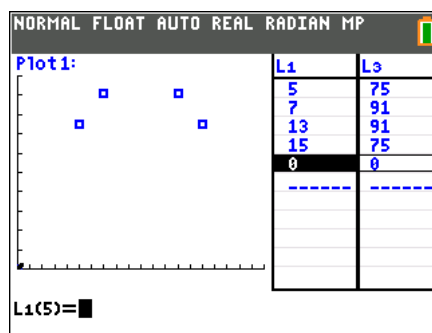 NORMAL FLOAT AUTO REAL RADIAN MP
Plot1:
L1 L3
5 75
7 91
13 91
15 75
0 0
------ ------
L1(5)=